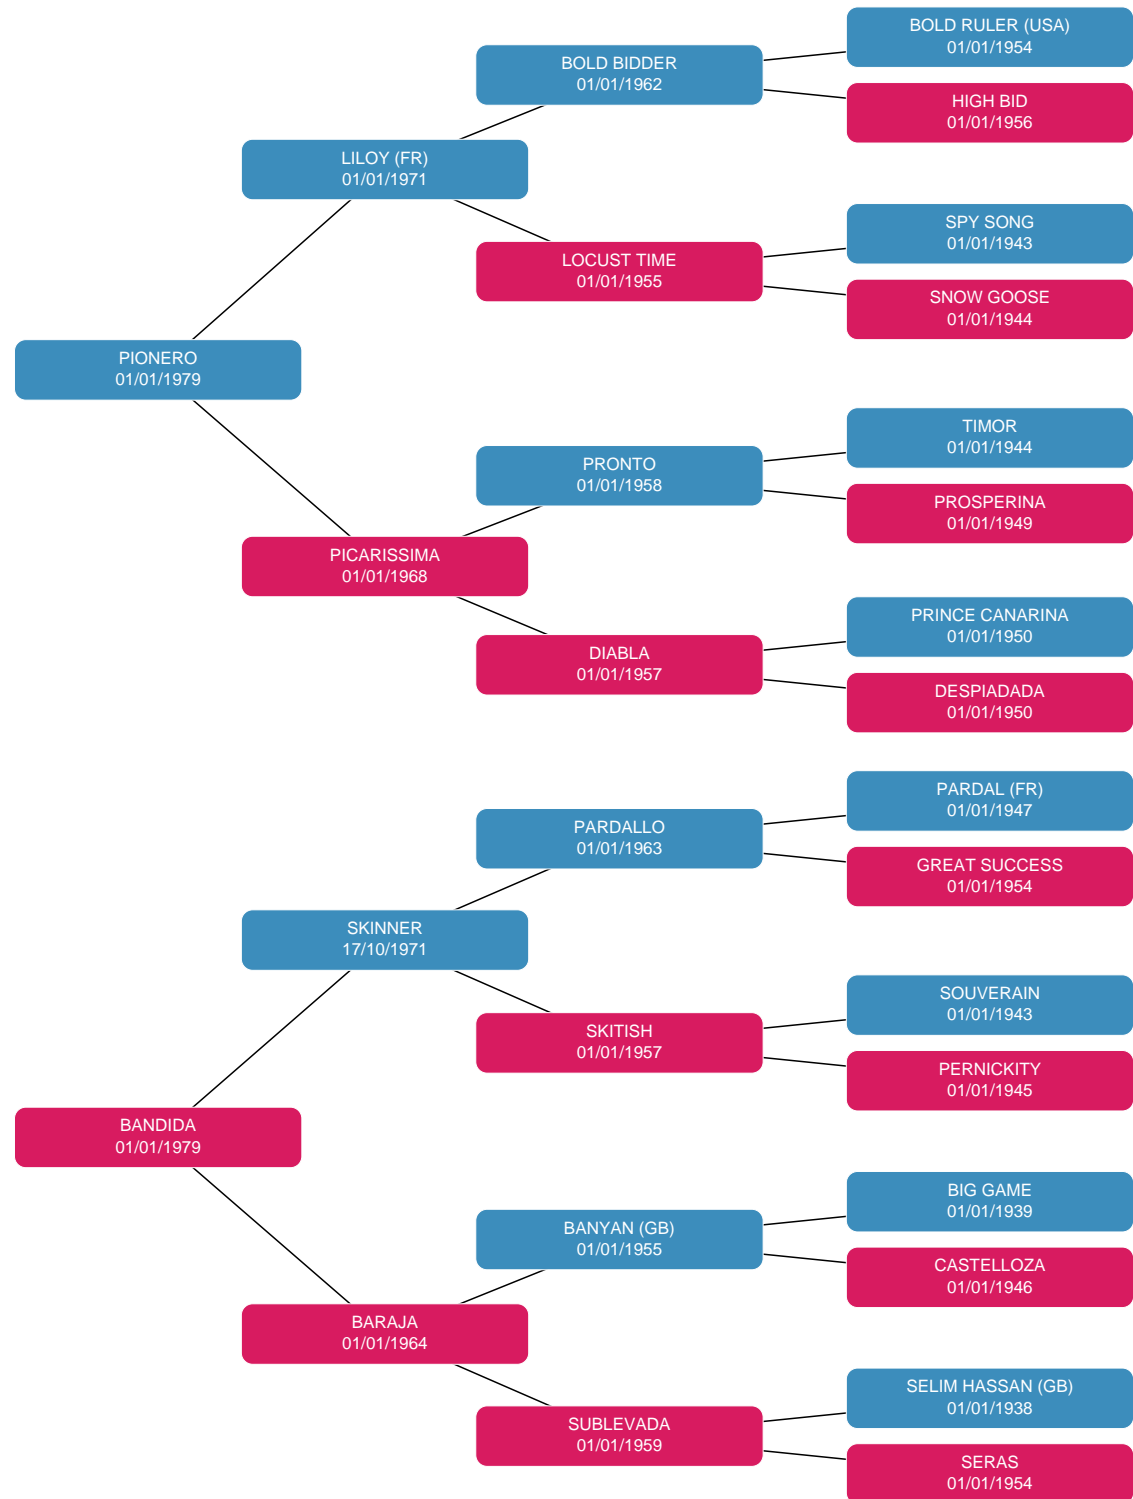 BOLD RULER (USA)
01/01/1954
BOLD BIDDER
01/01/1962
HIGH BID
01/01/1956
LILOY (FR)
01/01/1971
SPY SONG
01/01/1943
LOCUST TIME
01/01/1955
SNOW GOOSE
01/01/1944
PIONERO
01/01/1979
TIMOR
01/01/1944
PRONTO
01/01/1958
PROSPERINA
01/01/1949
PICARISSIMA
01/01/1968
PRINCE CANARINA
01/01/1950
DIABLA
01/01/1957
DESPIADADA
01/01/1950
PARDAL (FR)
01/01/1947
PARDALLO
01/01/1963
GREAT SUCCESS
01/01/1954
SKINNER
17/10/1971
SOUVERAIN
01/01/1943
SKITISH
01/01/1957
PERNICKITY
01/01/1945
BANDIDA
01/01/1979
BIG GAME
01/01/1939
BANYAN (GB)
01/01/1955
CASTELLOZA
01/01/1946
BARAJA
01/01/1964
SELIM HASSAN (GB)
01/01/1938
SUBLEVADA
01/01/1959
SERAS
01/01/1954